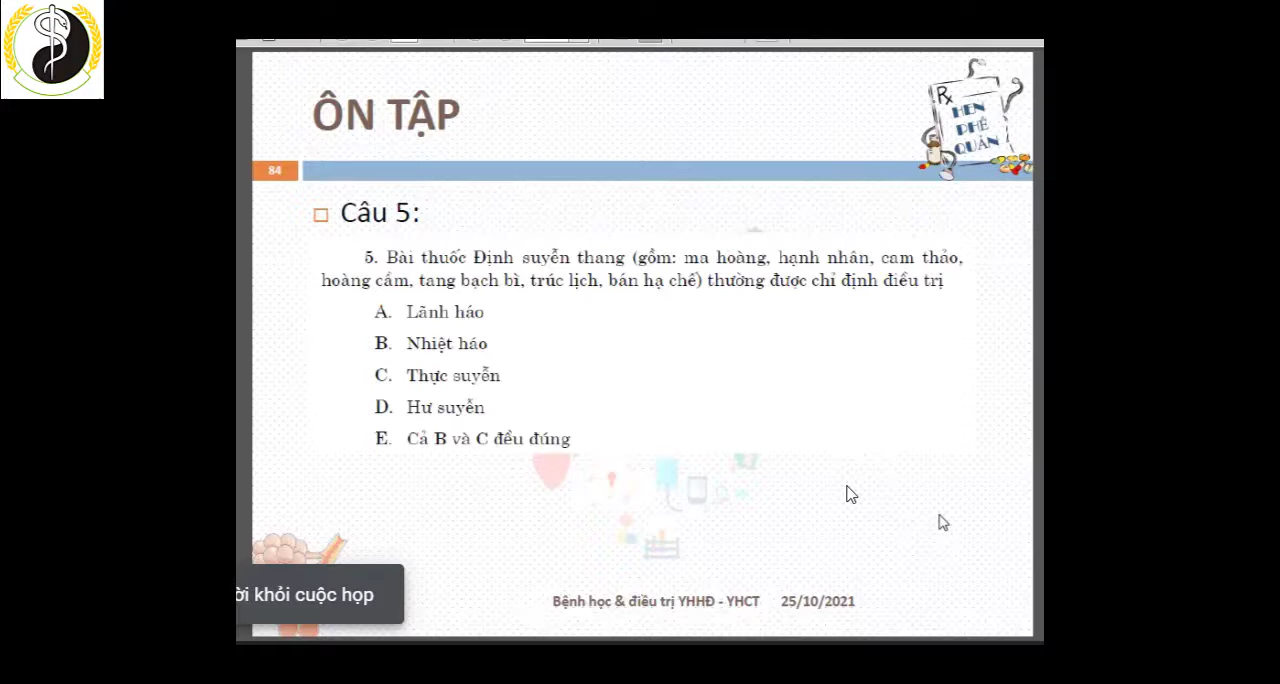 ÔN TẬP
Rx
HEN
PHẾ
QUẢN
84
Câu 5:
5. Bài thuốc Định suyễn thang (gồm: ma hoàng, hạnh nhân, cam thảo,
hoàng cầm, tang bạch bì, trúc lịch, bán hạ chế) thường được chỉ định điều trị
A. Lãnh háo
B. Nhiệt háo
C. Thực suyễn
D. Hư suyễn
E. Cả B và C đều đúng
ời khỏi cuộc họp
Bệnh học & điều trị YHHĐ - YHCT 25/10/2021